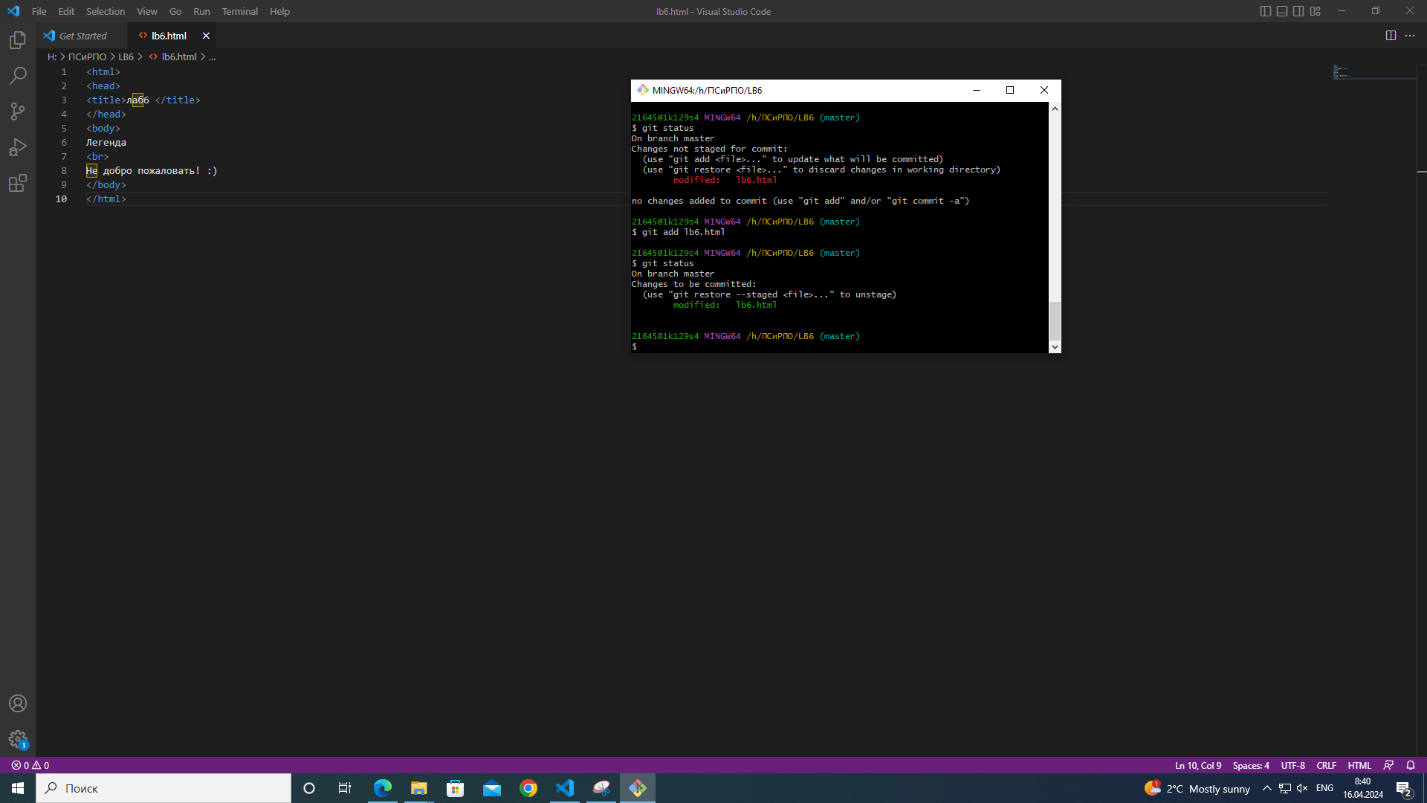 File Edit Selection View Go Run Terminal Help
lb6.html - Visual Studio Code
Get Started
lb6.html
H: > ПСиРПО > LB6 > lb6.html > ...
1 <html>
2 <head>
3 <title>лаб6 </title>
4 </head>
5 <body>
6 Легенда
7 <br>
8 Не добро пожаловать! :)
9 </body>
10 </html>
MINGW64:/h/ПСиРПО/LB6
21645@1k129s4 MINGW64 /h/ПСиРПО/LB6 (master)
$ git status
On branch master
Changes not staged for commit:
(use "git add <file>..." to update what will be committed)
(use "git restore <file>..." to discard changes in working directory)
modified: lb6.html
no changes added to commit (use "git add" and/or "git commit -a")
21645@1k129s4 MINGW64 /h/ПСиРПО/LB6 (master)
$ git add lb6.html
21645@1k129s4 MINGW64 /h/ПСиРПО/LB6 (master)
$ git status
On branch master
Changes to be committed:
(use "git restore --staged <file>..." to unstage)
modified: lb6.html
21645@1k129s4 MINGW64 /h/ПСиРПО/LB6 (master)
$
1
0 0
Ln 10, Col 9 Spaces: 4 UTF-8 CRLF HTML
Поиск
2°C Mostly sunny
ENG
8:40
16.04.2024
2